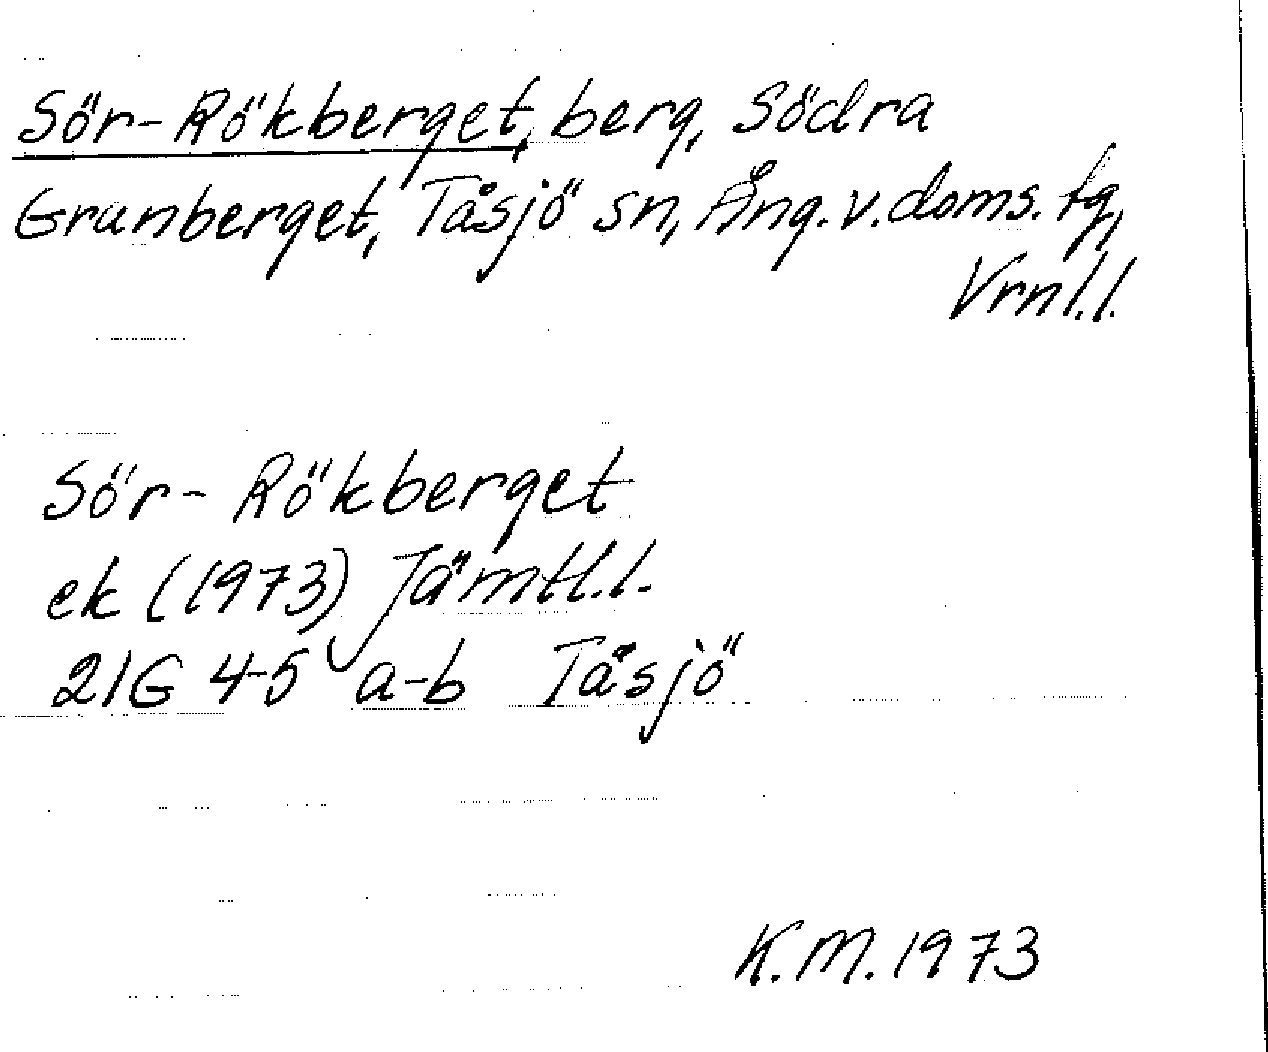 Sör-Rökberget, berg, Södra
Granberget, Tåsjö sn, Ång. v. doms. tg,
Vrnl.l.
Sör-Rökberget
ek (1973) Jämtl.l.
21G 4-5 a-b Tåsjö
K.M. 1973